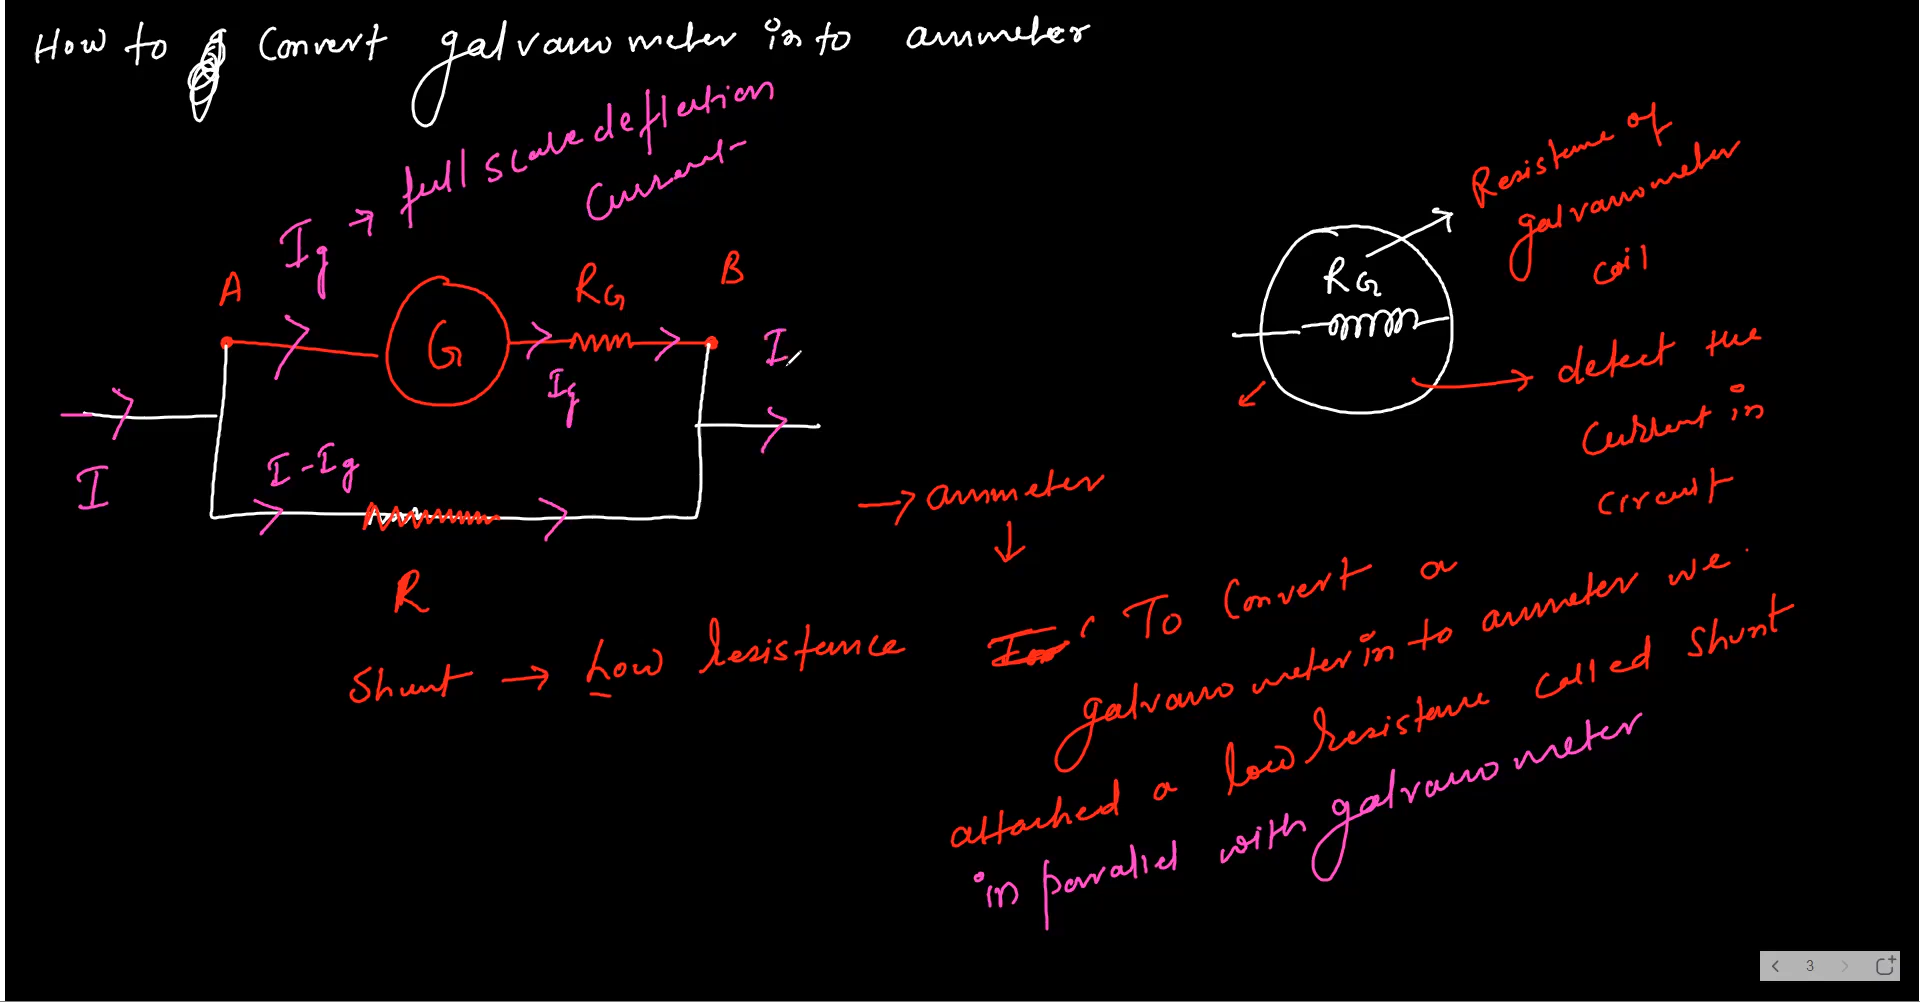 How to convert galvanometer in to ammeter
Ig → full scale deflection
Current
A
B
G
RG
Ig
I
I
I - Ig
R
Shunt → Low Resistance
RG
Resistance of
galvanometer
coil
detect the
Current in
circuit
→ ammeter
To Convert a
galvanometer in to ammeter we
attached a low Resistance called shunt
in parallel with galvanometer
3